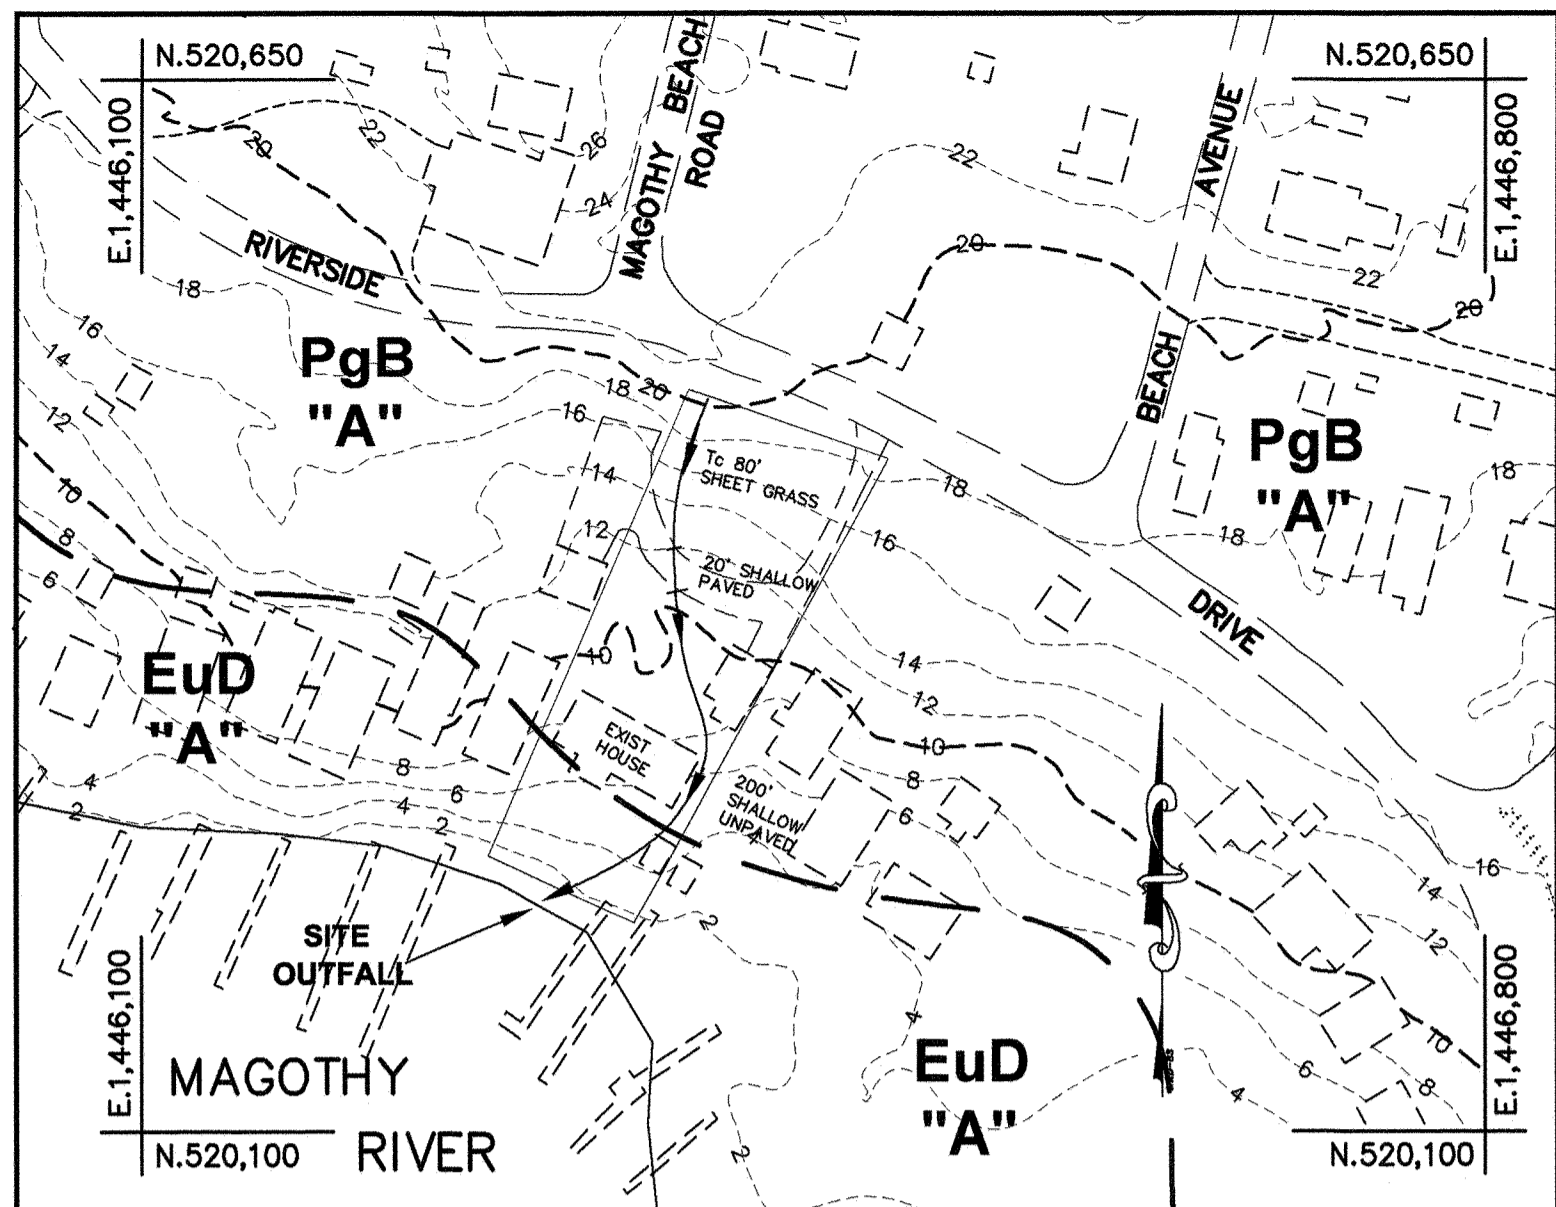 N.520,650
N.520,650
E.1,446,100
E.1,446,800
MAGOTHY BEACH
ROAD
AVENUE
BEACH
RIVERSIDE
DRIVE
20
22
26
24
22
20
22
20
18
16
14
12
10
8
6
4
2
PgB
"A"
PgB
"A"
18
20
16
14
12
10
Tc 80'
SHEET GRASS
20' SHALLOW
PAVED
EXIST
HOUSE
200'
SHALLOW
UNPAVED
4
18
16
18
18
14
12
10
8
6
EuD
"A"
8
6
4
2
SITE
OUTFALL
2
4
2
16
14
12
10
8
6
4
EuD
"A"
MAGOTHY
RIVER
E.1,446,100
E.1,446,800
N.520,100
N.520,100